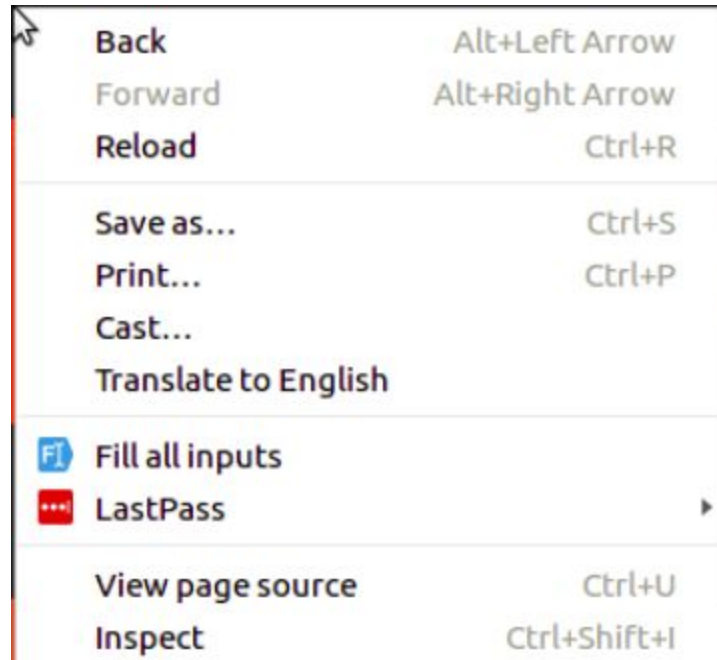 Back Alt+Left Arrow
Forward Alt+Right Arrow
Reload Ctrl+R
Save as... Ctrl+S
Print... Ctrl+P
Cast...
Translate to English
Fill all inputs
LastPass
View page source Ctrl+U
Inspect Ctrl+Shift+I